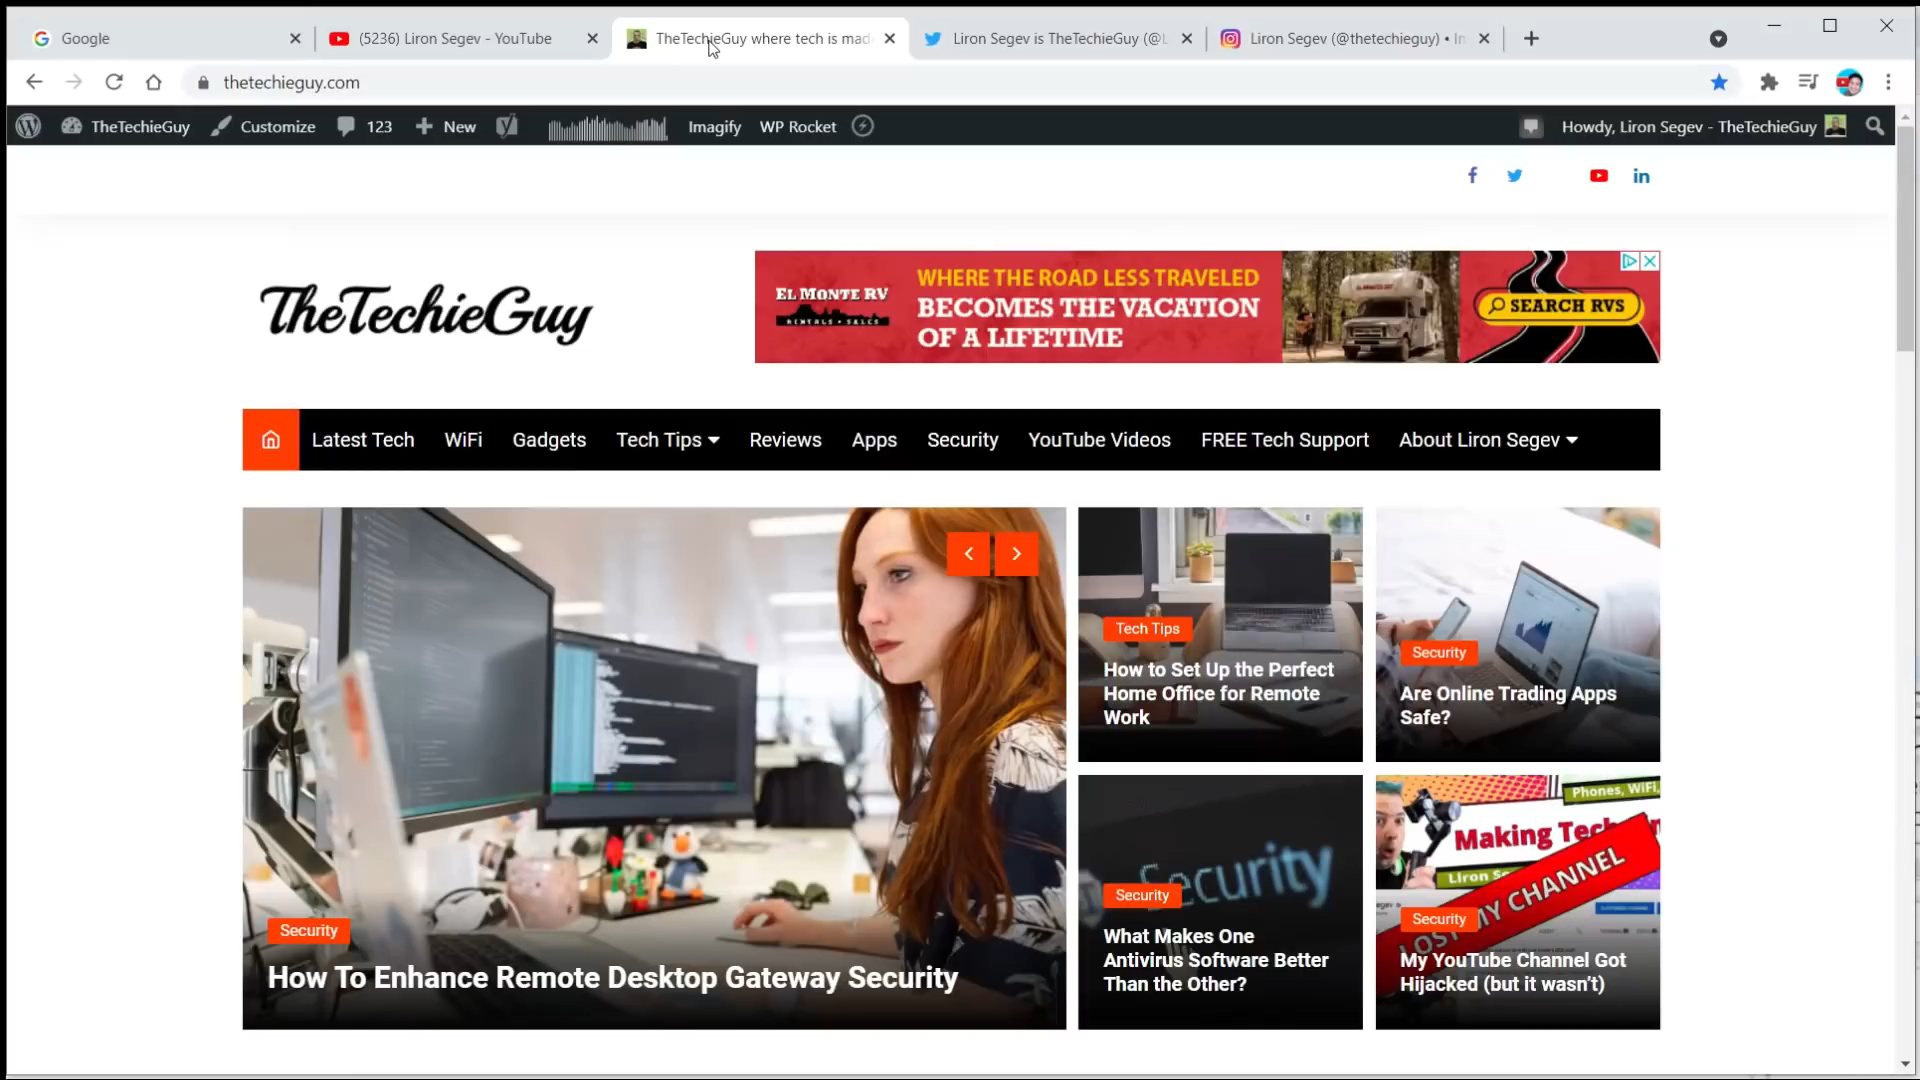 Google
(5236) Liron Segev - YouTube
TheTechieGuy where tech is mad
Liron Segev is TheTechieGuy (@L
Liron Segev (@thetechieguy) • In
thetechieguy.com
TheTechieGuy
Customize
123
New
Imagify
WP Rocket
Howdy, Liron Segev - TheTechieGuy
TheTechieGuy
EL MONTE RV
RENTALS • SALES
WHERE THE ROAD LESS TRAVELED
BECOMES THE VACATION
OF A LIFETIME
SEARCH RVS
Latest Tech
WiFi
Gadgets
Tech Tips
Reviews
Apps
Security
YouTube Videos
FREE Tech Support
About Liron Segev
Security
How To Enhance Remote Desktop Gateway Security
Tech Tips
How to Set Up the Perfect
Home Office for Remote
Work
Security
Are Online Trading Apps
Safe?
Security
Security
What Makes One
Antivirus Software Better
Than the Other?
Phones, WiFi,
Making Tech
LOST MY CHANNEL
Security
My YouTube Channel Got
Hijacked (but it wasn't)